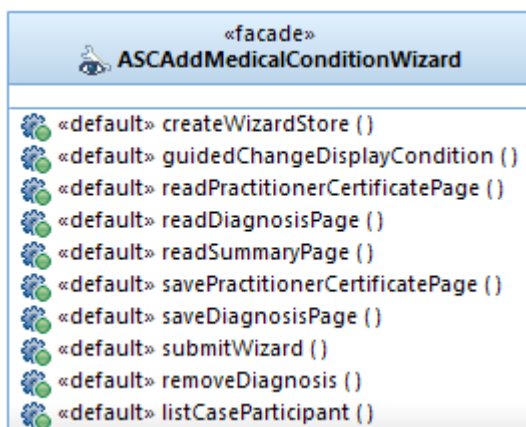 «facade»
ASCAddMedicalConditionWizard
«default» createWizardStore ( )
«default» guidedChangeDisplayCondition ( )
«default» readPractitionerCertificatePage ( )
«default» readDiagnosisPage ( )
«default» readSummaryPage ( )
«default» savePractitionerCertificatePage ( )
«default» saveDiagnosisPage ( )
«default» submitWizard ( )
«default» removeDiagnosis ( )
«default» listCaseParticipant ( )